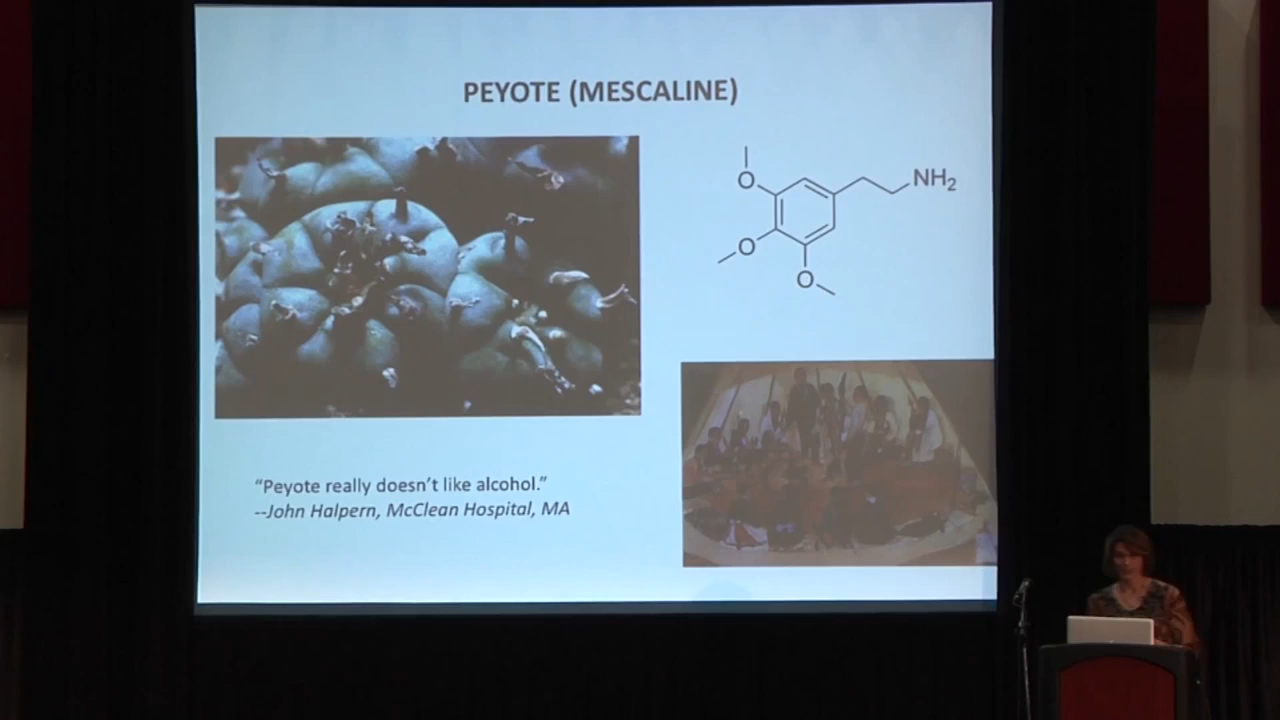 PEYOTE (MESCALINE)
O
NH₂
O
O
“Peyote really doesn’t like alcohol.”
--John Halpern, McClean Hospital, MA